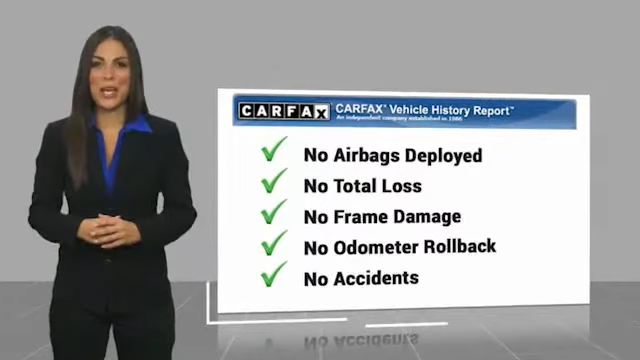 CARFAX CARFAX® Vehicle History Report™
An independent company established in 1986
No Airbags Deployed
No Total Loss
No Frame Damage
No Odometer Rollback
No Accidents